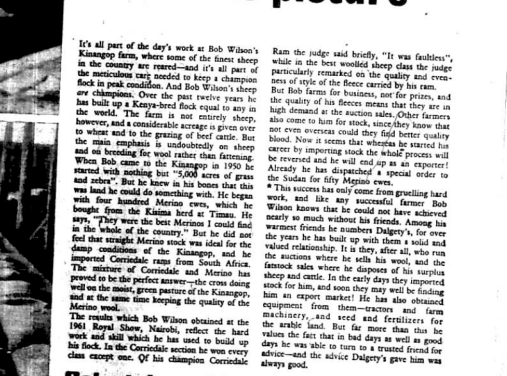 picture
It's all part of the day's work at Bob Wilson's
Kinangop farm, where some of the finest sheep
in the country are reared—and it's all part of
the meticulous care needed to keep a champion
flock in peak condition. And Bob Wilson's sheep
are champions. Over the past twelve years he
has built up a Kenya-bred flock equal to any in
the world. The farm is not entirely sheep,
however, and a considerable acreage is given over
to wheat and to the grazing of beef cattle. But
the main emphasis is undoubtedly on sheep
and on breeding for wool rather than fattening.
When Bob came to the Kinangop in 1950 he
started with nothing but "5,000 acres of grass
and zebra". But he knew in his bones that this
was land he could do something with. He began
with four hundred Merino ewes, which he
bought from the Kisima herd at Timau. He
says, "They were the best Merinos I could find
in the whole of the country." But he did not
feel that straight Merino stock was ideal for the
damp conditions of the Kinangop, and he
imported Corriedale rams from South Africa.
The mixture of Corriedale and Merino has
proved to be the perfect answer—the cross doing
well on the moist, green pasture of the Kinangop,
and at the same time keeping the quality of the
Merino wool.
The results which Bob Wilson obtained at the
1961 Royal Show, Nairobi, reflect the hard
work and skill which he has used to build up
his flock. In the Corriedale section he won every
class except one. Of his champion Corriedale
Ram the judge said briefly, "It was faultless",
while in the best woolled sheep class the judge
particularly remarked on the quality and even-
ness of style of the fleece carried by his ram.
But Bob farms for business, not for prizes, and
the quality of his fleeces means that they are in
high demand at the auction sales. Other farmers
also come to him for stock, since they know that
not even overseas could they find better quality
blood. Now it seems that whereas he started his
career by importing stock the whole process will
be reversed and he will end up as an exporter!
Already he has dispatched a special order to
the Sudan for fifty Merino ewes.
* This success has only come from gruelling hard
work, and like any successful farmer Bob
Wilson knows that he could not have achieved
nearly so much without his friends. Among his
warmest friends he numbers Dalgety's, for over
the years he has built up with them a solid and
valued relationship. It is they, after all, who run
the auctions where he sells his wool, and the
fatstock sales where he disposes of his surplus
sheep and cattle. In the early days they imported
stock for him, and soon they may well be finding
him an export market! He has also obtained
equipment from them—tractors and farm
machinery, and seed and fertilizers for
the arable land. But far more than this he
values the fact that in bad days as well as good
days he was able to turn to a trusted friend for
advice—and the advice Dalgety's gave him was
always good.